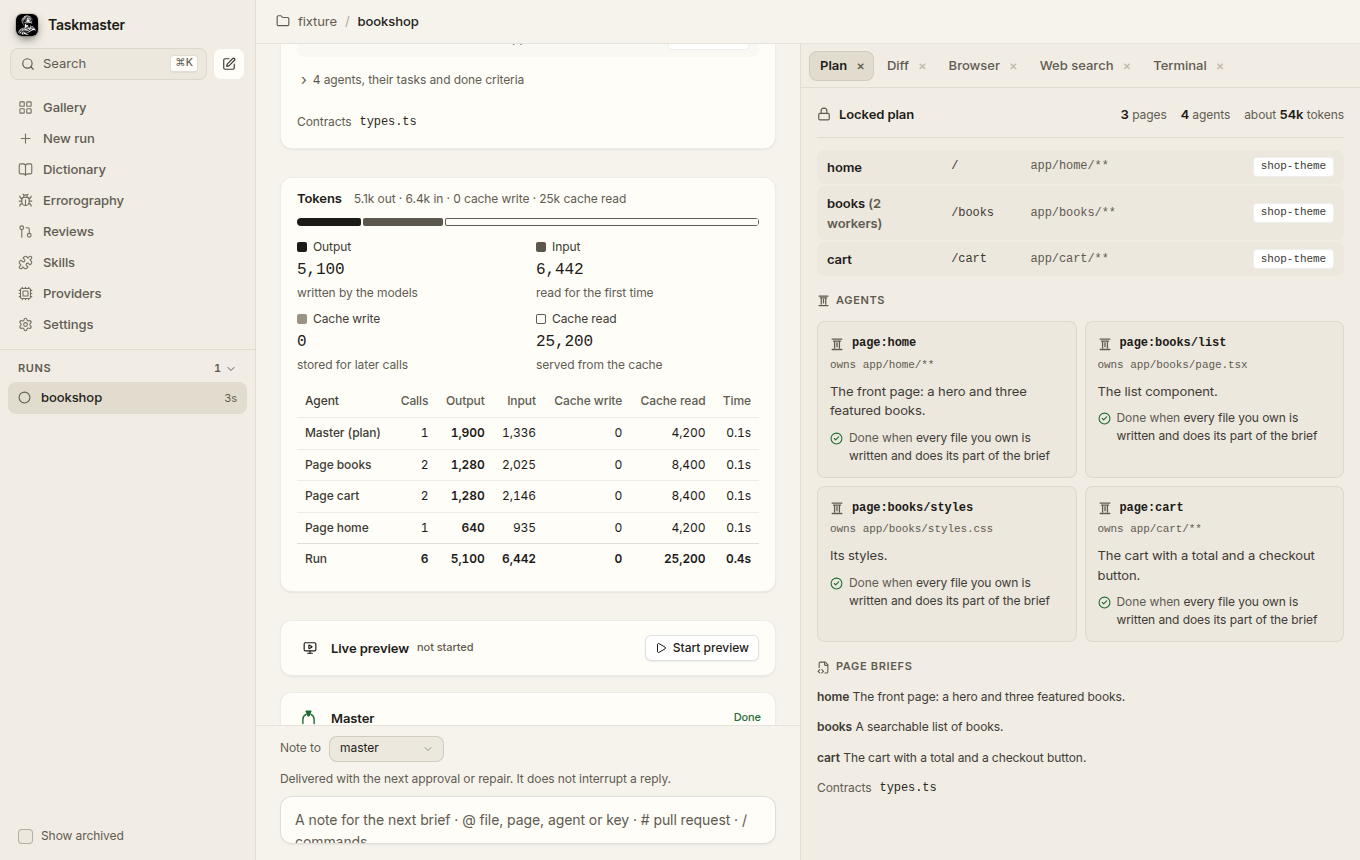 Taskmaster
Search
⌘K
Gallery
New run
Dictionary
Errorography
Reviews
Skills
Providers
Settings
RUNS
1
bookshop
3s
Show archived
fixture / bookshop
4 agents, their tasks and done criteria
Contracts types.ts
Tokens 5.1k out · 6.4k in · 0 cache write · 25k cache read
Output
5,100
written by the models
Input
6,442
read for the first time
Cache write
0
stored for later calls
Cache read
25,200
served from the cache
Agent Calls Output Input Cache write Cache read Time
Master (plan) 1 1,900 1,336 0 4,200 0.1s
Page books 2 1,280 2,025 0 8,400 0.1s
Page cart 2 1,280 2,146 0 8,400 0.1s
Page home 1 640 935 0 4,200 0.1s
Run 6 5,100 6,442 0 25,200 0.4s
Live preview not started
Start preview
Master
Done
Note to master
Delivered with the next approval or repair. It does not interrupt a reply.
A note for the next brief · @ file, page, agent or key · # pull request · /
commands
Plan × Diff × Browser × Web search × Terminal ×
Locked plan
3 pages 4 agents about 54k tokens
home / app/home/** shop-theme
books (2
workers) /books app/books/** shop-theme
cart /cart app/cart/** shop-theme
AGENTS
page:home
owns app/home/**
The front page: a hero and three
featured books.
Done when every file you own is
written and does its part of the brief
page:books/list
owns app/books/page.tsx
The list component.
Done when every file you own is
written and does its part of the brief
page:books/styles
owns app/books/styles.css
Its styles.
Done when every file you own is
written and does its part of the brief
page:cart
owns app/cart/**
The cart with a total and a checkout
button.
Done when every file you own is
written and does its part of the brief
PAGE BRIEFS
home The front page: a hero and three featured books.
books A searchable list of books.
cart The cart with a total and a checkout button.
Contracts types.ts